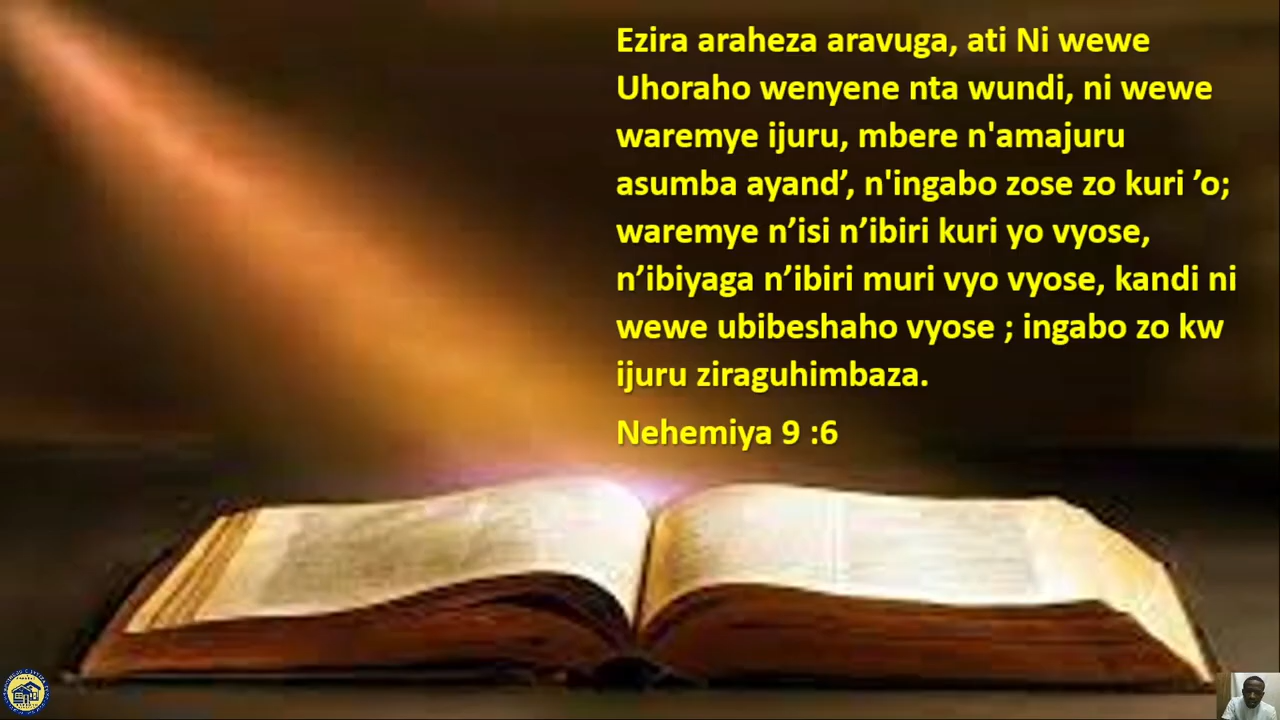 Ezira araheza aravuga, ati Ni wewe
Uhoraho wenyene nta wundi, ni wewe
waremye ijuru, mbere n'amajuru
asumba ayand’, n'ingabo zose zo kuri ’o;
waremye n’isi n’ibiri kuri yo vyose,
n’ibiyaga n’ibiri muri vyo vyose, kandi ni
wewe ubibeshaho vyose ; ingabo zo kw
ijuru ziraguhimbaza.
Nehemiya 9 :6